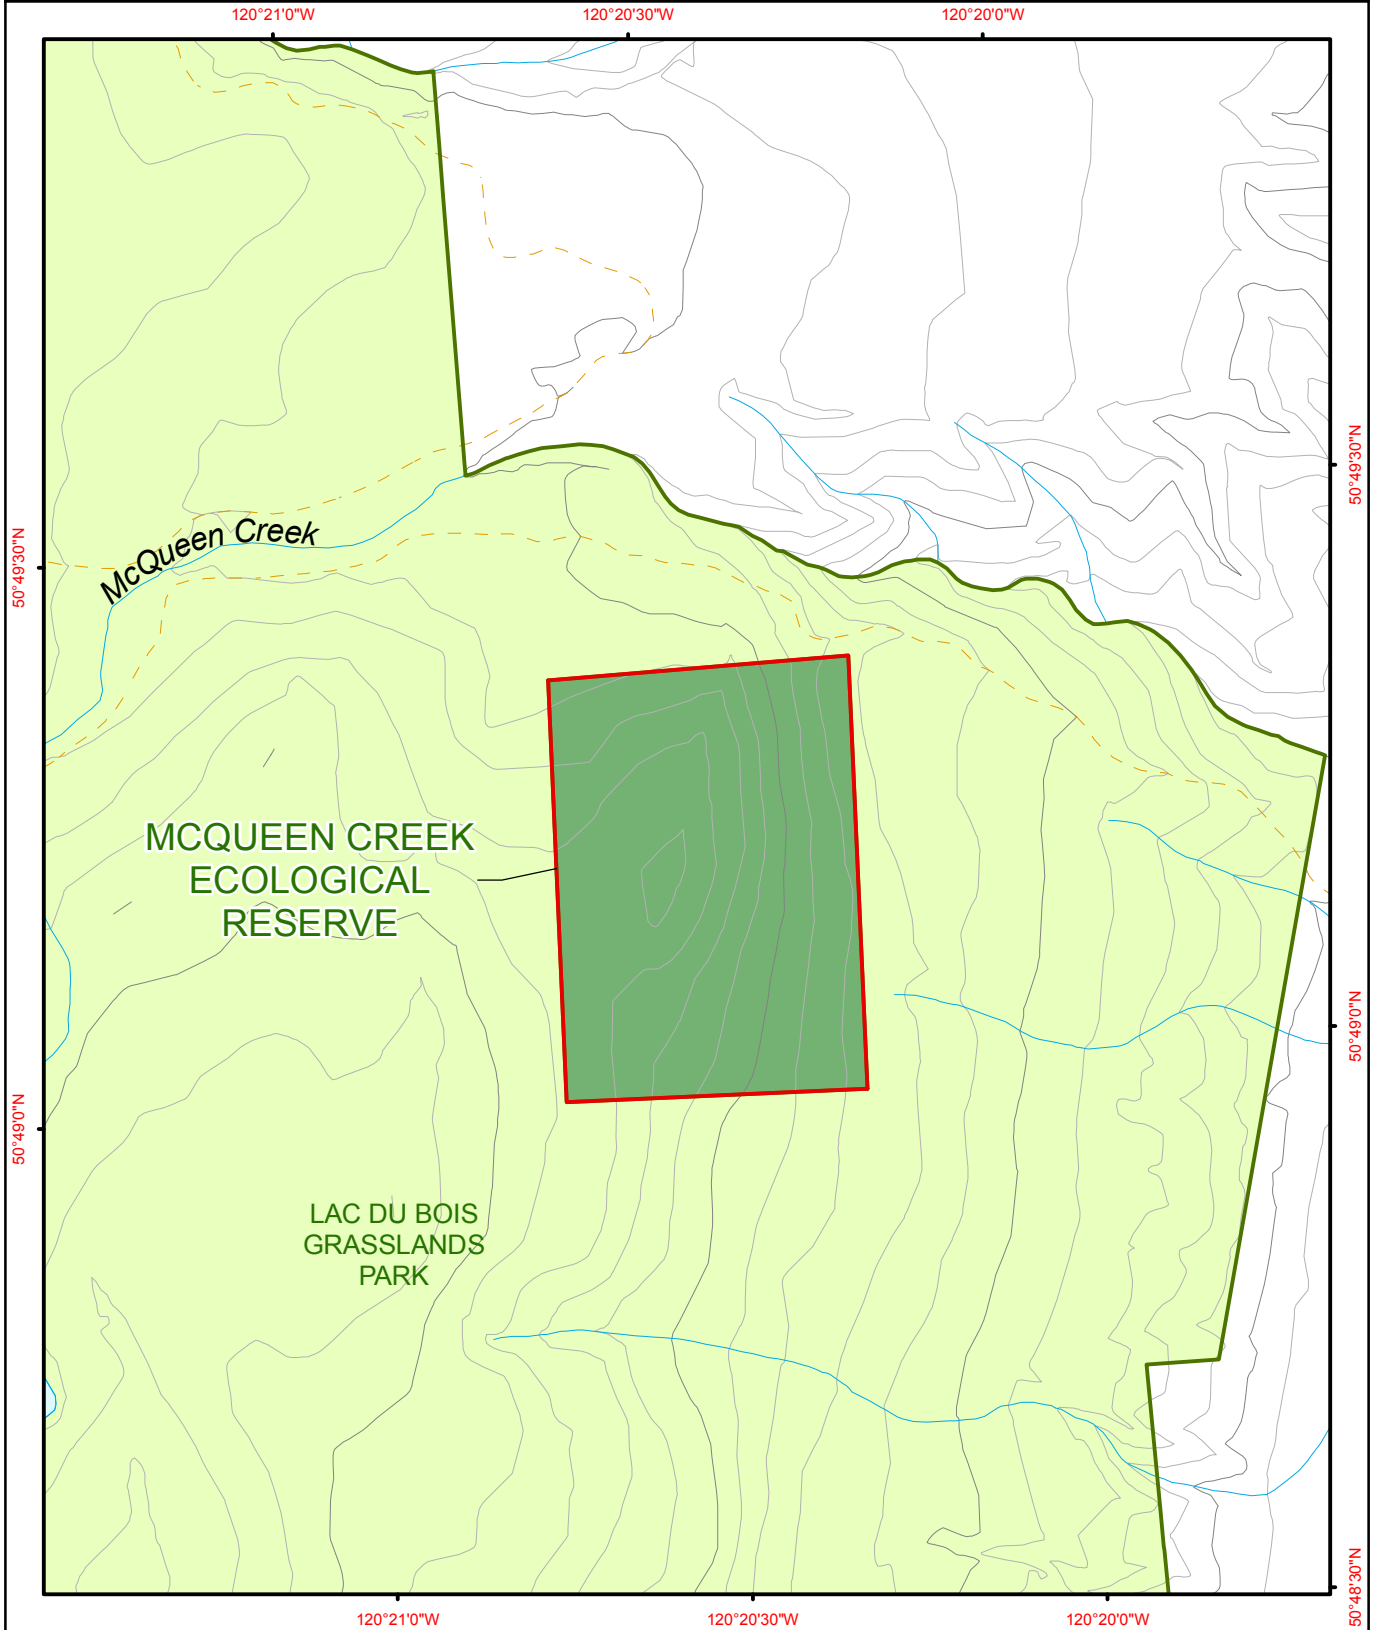 120°21'0"W
120°20'30"W
120°20'0"W
50°49'30"N
McQueen Creek
50°49'30"N
MCQUEEN CREEK
ECOLOGICAL
RESERVE
50°49'0"N
50°49'0"N
LAC DU BOIS
GRASSLANDS
PARK
50°48'30"N
120°21'0"W
120°20'30"W
120°20'0"W